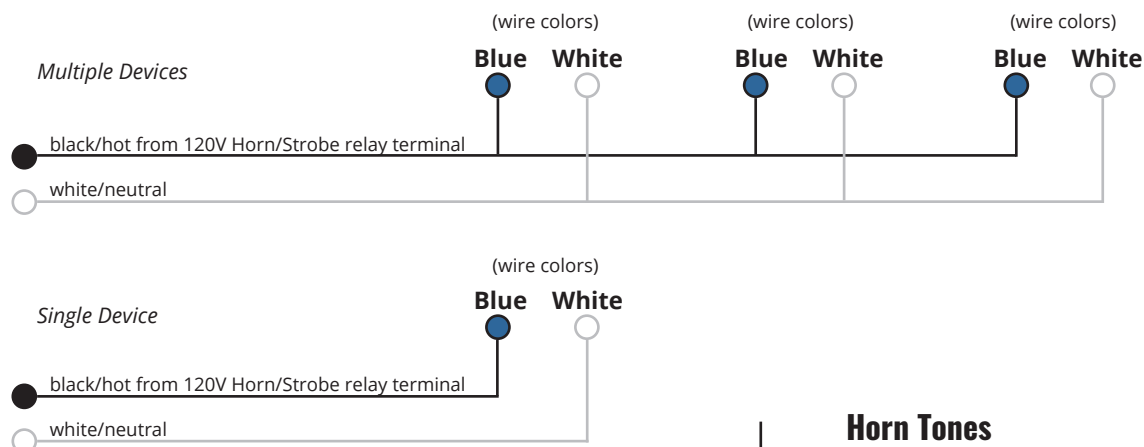 (wire colors) (wire colors) (wire colors)
Multiple Devices
Blue White Blue White Blue White
black/hot from 120V Horn/Strobe relay terminal
white/neutral
(wire colors)
Single Device
Blue White
black/hot from 120V Horn/Strobe relay terminal
white/neutral
Horn Tones